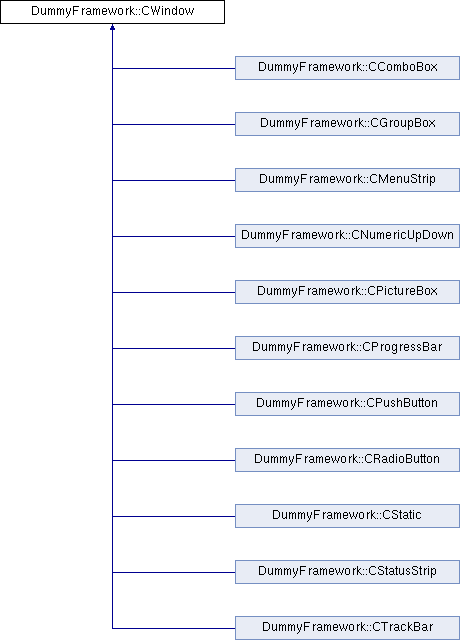 DummyFramework::CWindow
DummyFramework::CComboBox
DummyFramework::CGroupBox
DummyFramework::CMenuStrip
DummyFramework::CNumericUpDown
DummyFramework::CPictureBox
DummyFramework::CProgressBar
DummyFramework::CPushButton
DummyFramework::CRadioButton
DummyFramework::CStatic
DummyFramework::CStatusStrip
DummyFramework::CTrackBar